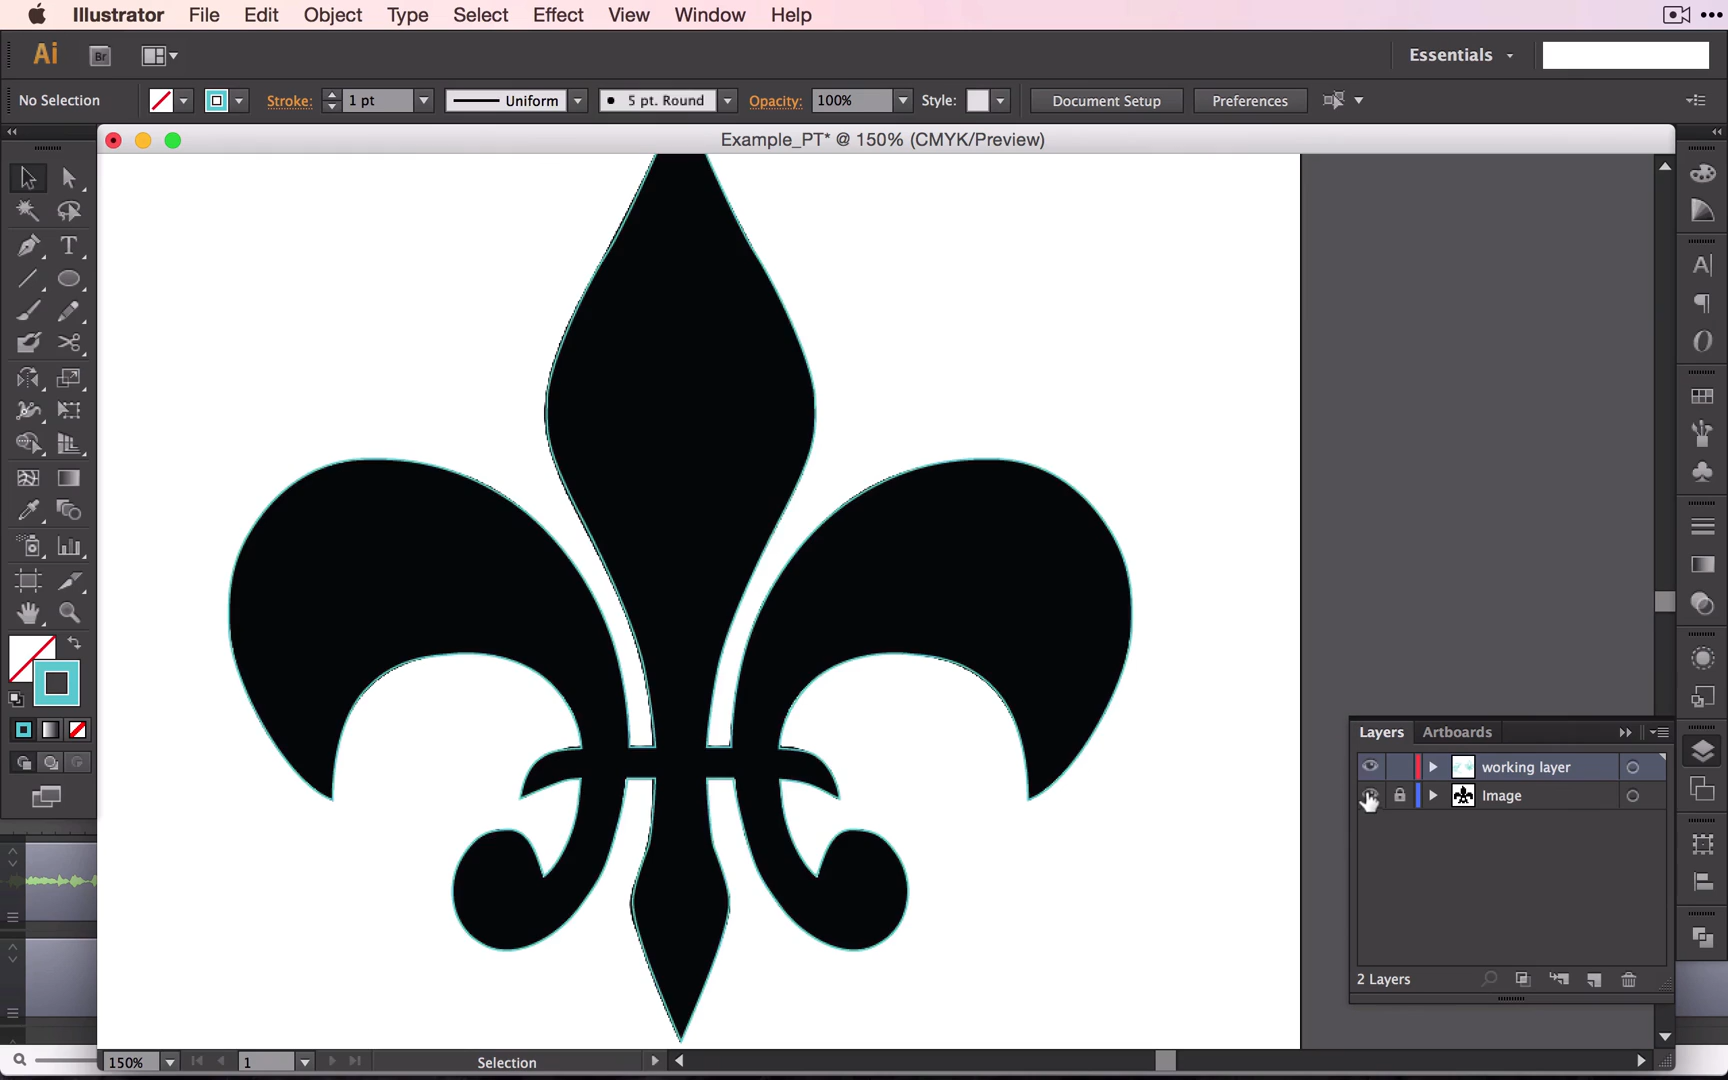 Illustrator File Edit Object Type Select Effect View Window Help
Ai Br Essentials
No Selection Stroke: 1 pt Uniform 5 pt. Round Opacity: 100% Style: Document Setup Preferences
Example_PT* @ 150% (CMYK/Preview)
T
A
O
Layers Artboards
working layer
Image
2 Layers
150% 1 Selection